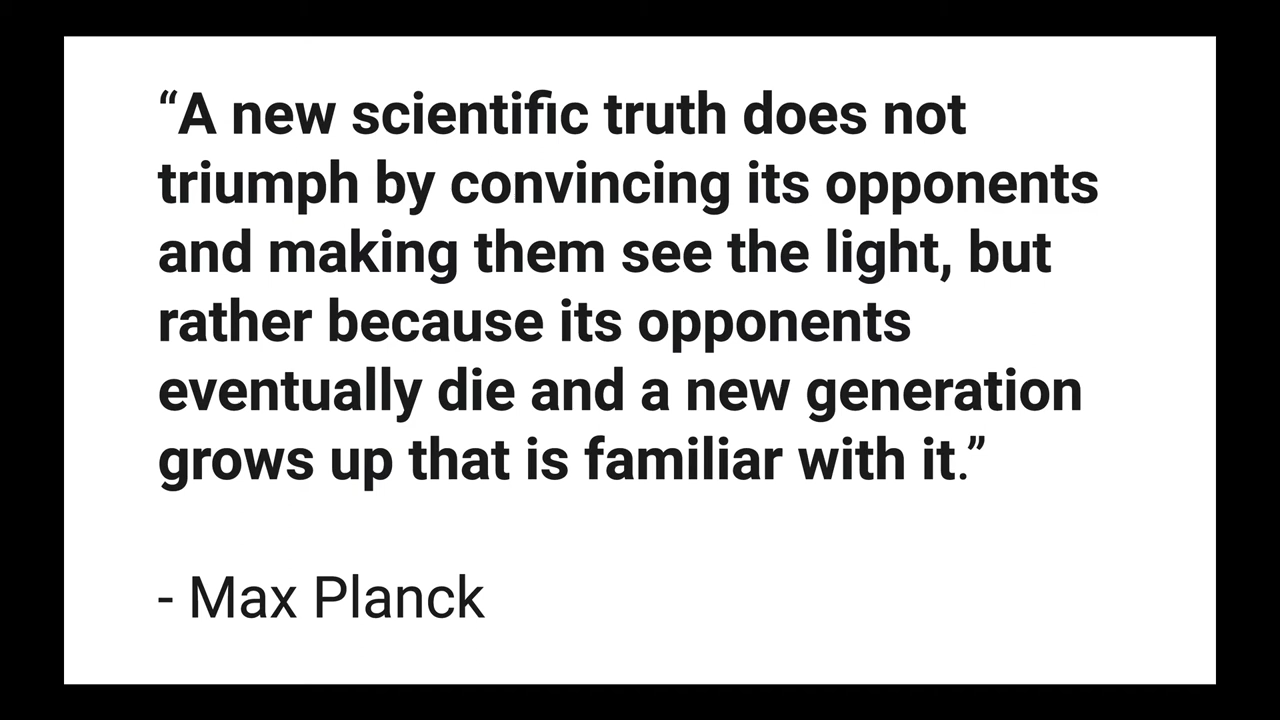 “A new scientific truth does not
triumph by convincing its opponents
and making them see the light, but
rather because its opponents
eventually die and a new generation
grows up that is familiar with it.”
- Max Planck